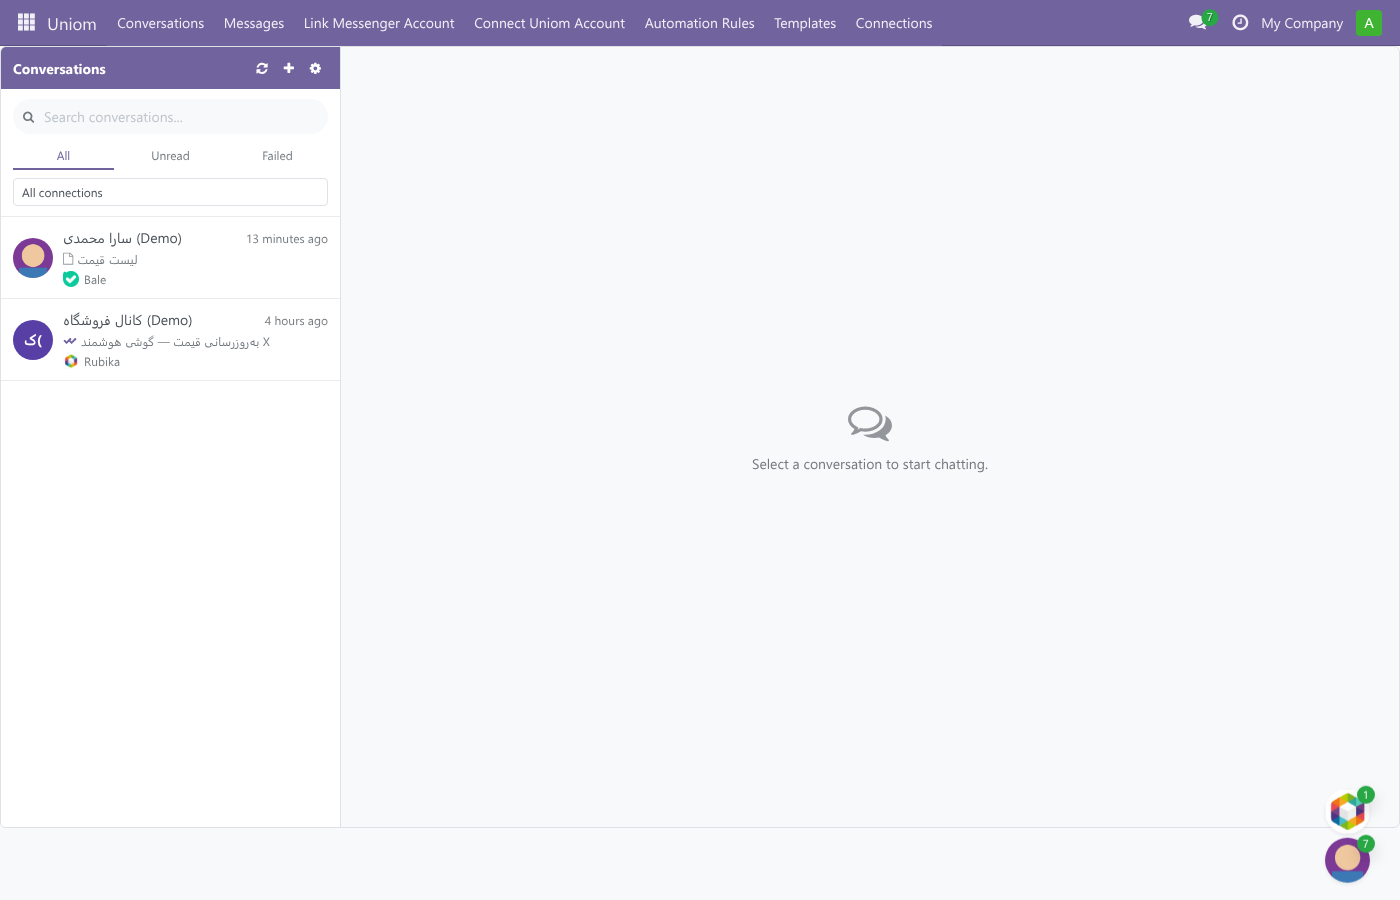 Uniom Conversations Messages Link Messenger Account Connect Uniom Account Automation Rules Templates Connections 7 My Company A
Conversations
Search conversations...
All Unread Failed
All connections
سارا محمدی (Demo) 13 minutes ago
لیست قیمت
Bale
(ک
کانال فروشگاه (Demo) 4 hours ago
به‌روزرسانی قیمت — گوشی هوشمند X
Rubika
Select a conversation to start chatting.
1
7